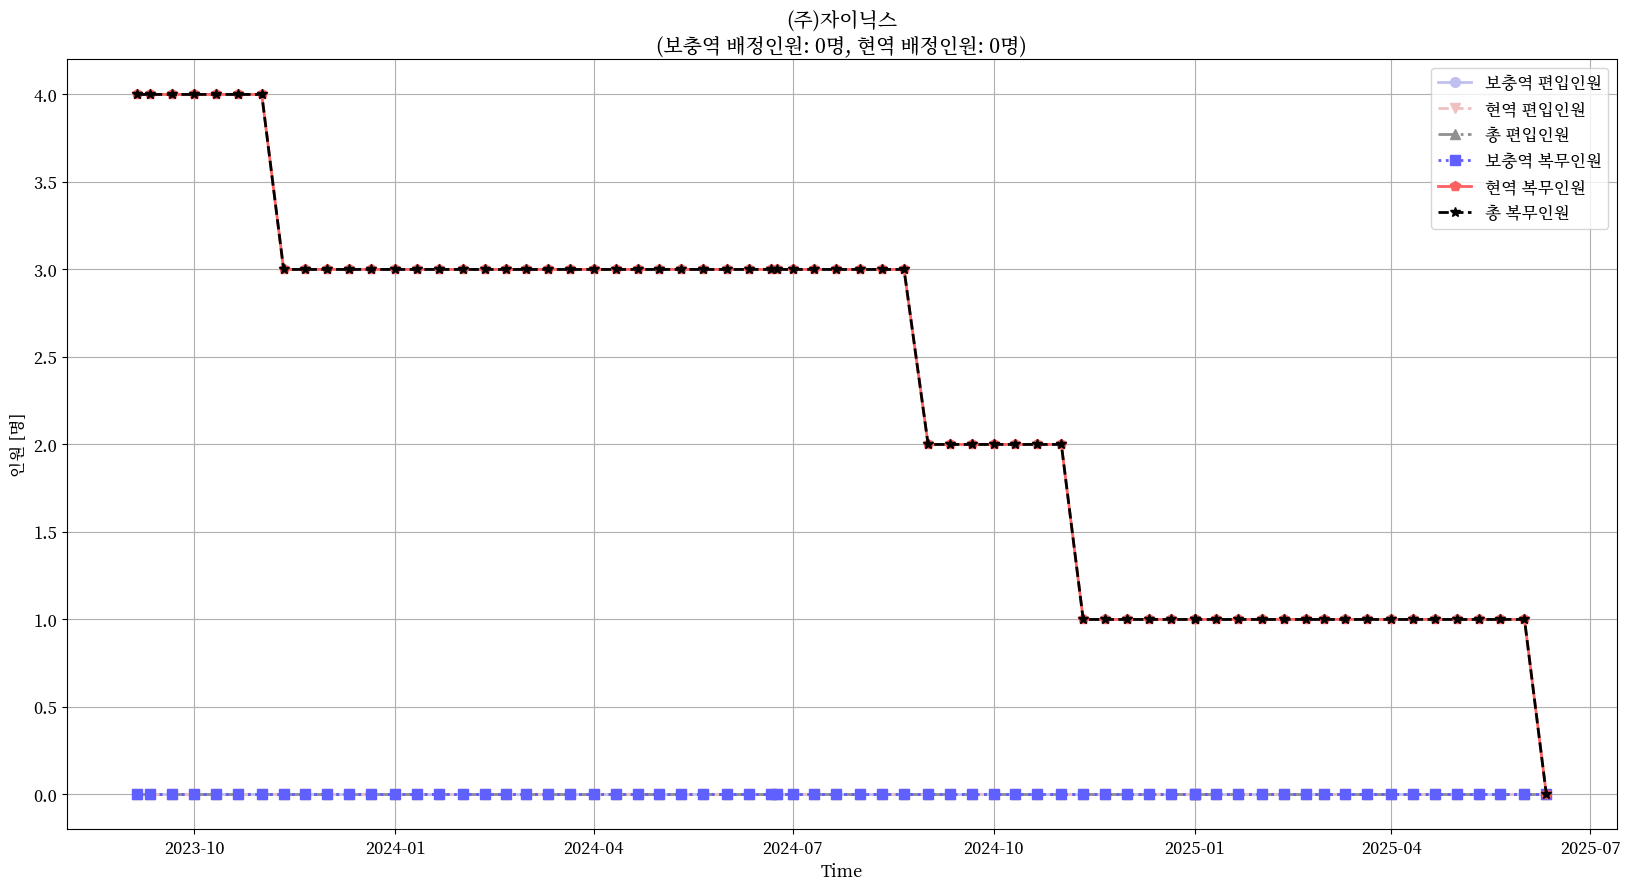 (주)자이닉스
(보충역 배정인원: 0명, 현역 배정인원: 0명)
보충역 편입인원
현역 편입인원
총 편입인원
보충역 복무인원
현역 복무인원
총 복무인원
4.0
3.5
3.0
2.5
2.0
1.5
1.0
0.5
0.0
인원 [명]
2023-10
2024-01
2024-04
2024-07
2024-10
2025-01
2025-04
2025-07
Time